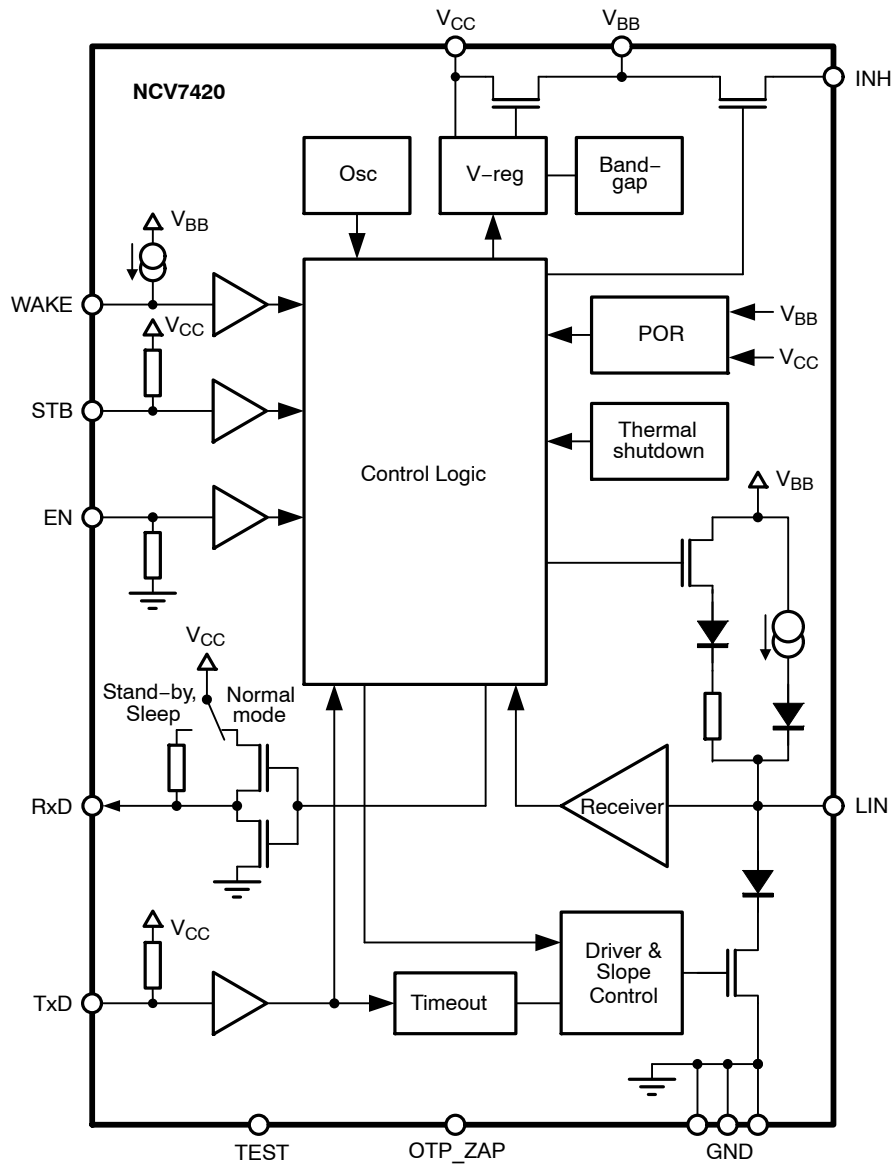 VCC
VBB
INH
NCV7420
Osc
V−reg
Band−
gap
VBB
WAKE
VCC
STB
EN
Control Logic
POR
VBB
VCC
Thermal
shutdown
VBB
VCC
Stand−by,
Sleep
Normal
mode
RxD
Receiver
LIN
VCC
TxD
Timeout
Driver &
Slope
Control
TEST
OTP_ZAP
GND